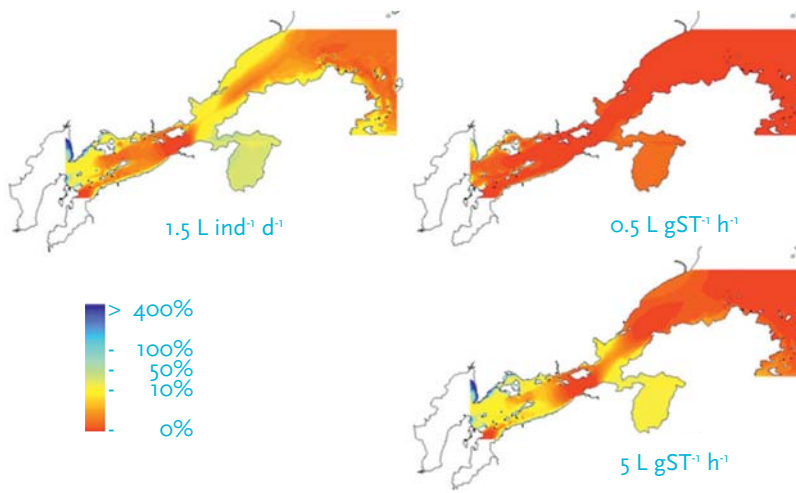 1.5 L ind⁻¹ d⁻¹
0.5 L gST⁻¹ h⁻¹
> 400%
- 100%
- 50%
- 10%
- 0%
5 L gST⁻¹ h⁻¹